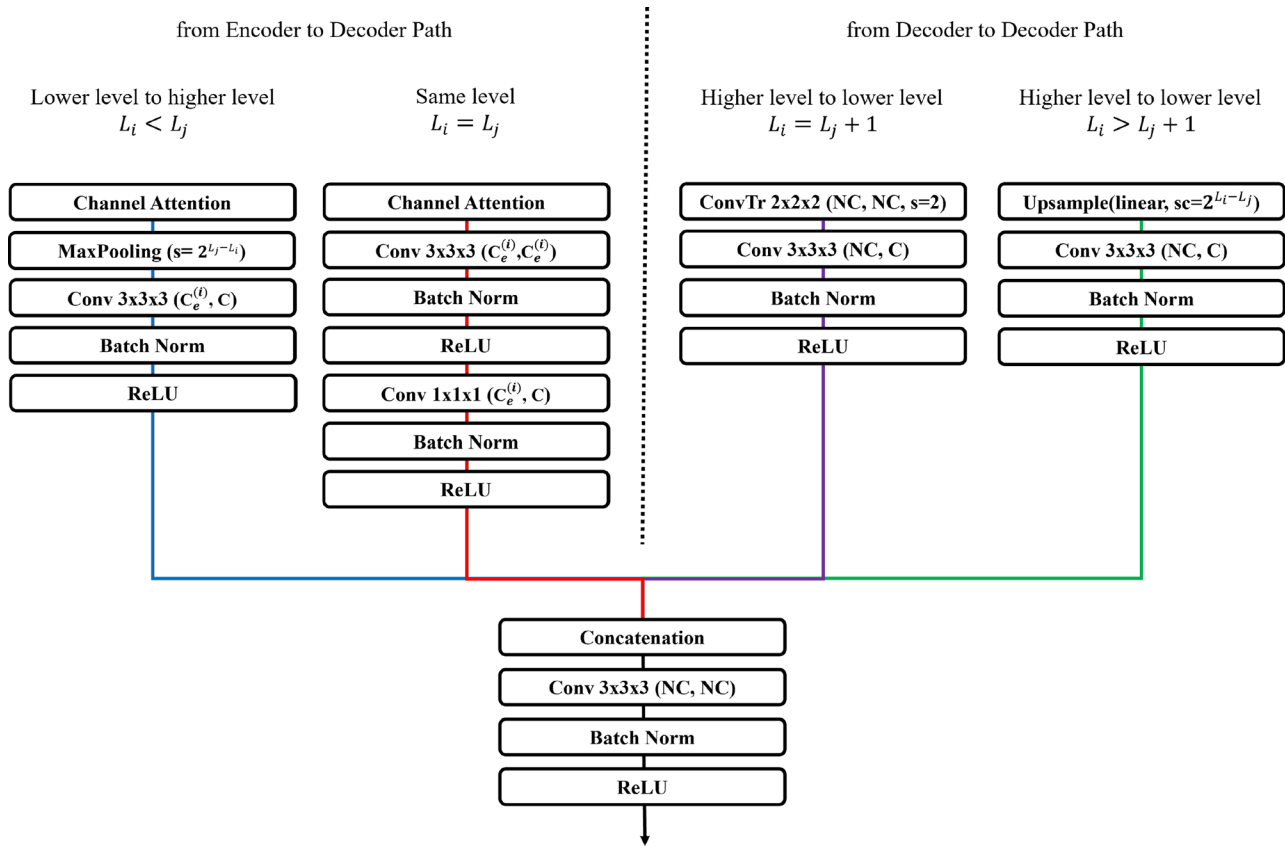 from Encoder to Decoder Path
from Decoder to Decoder Path
Lower level to higher level
L_i < L_j
Same level
L_i = L_j
Higher level to lower level
L_i = L_j + 1
Higher level to lower level
L_i > L_j + 1
Channel Attention
MaxPooling (s= 2^{L_j−L_i})
Conv 3x3x3 (C_e^{(i)}, C)
Batch Norm
ReLU
Channel Attention
Conv 3x3x3 (C_e^{(i)},C_e^{(i)})
Batch Norm
ReLU
Conv 1x1x1 (C_e^{(i)}, C)
Batch Norm
ReLU
ConvTr 2x2x2 (NC, NC, s=2)
Conv 3x3x3 (NC, C)
Batch Norm
ReLU
Upsample(linear, sc=2^{L_i−L_j})
Conv 3x3x3 (NC, C)
Batch Norm
ReLU
Concatenation
Conv 3x3x3 (NC, NC)
Batch Norm
ReLU